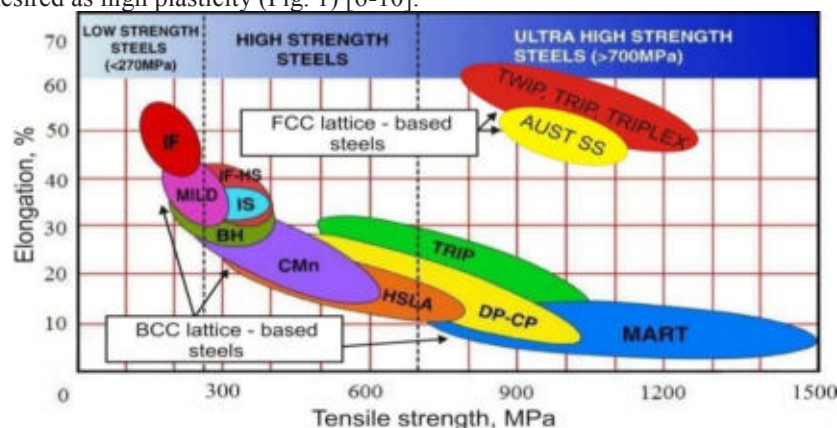 desired as high plasticity (Fig. 1) [6-10].
LOW STRENGTH
STEELS
(<270MPa)
HIGH STRENGTH
STEELS
ULTRA HIGH STRENGTH
STEELS (>700MPa)
70
60
50
40
30
20
10
0
Elongation, %
TWIP, TRIP, TRIPLEX
AUST SS
FCC lattice - based
steels
IF
IF-HS
MILD
IS
BH
CMn
TRIP
HSLA
DP-CP
MART
BCC lattice - based
steels
300
600
900
1200
1500
Tensile strength, MPa